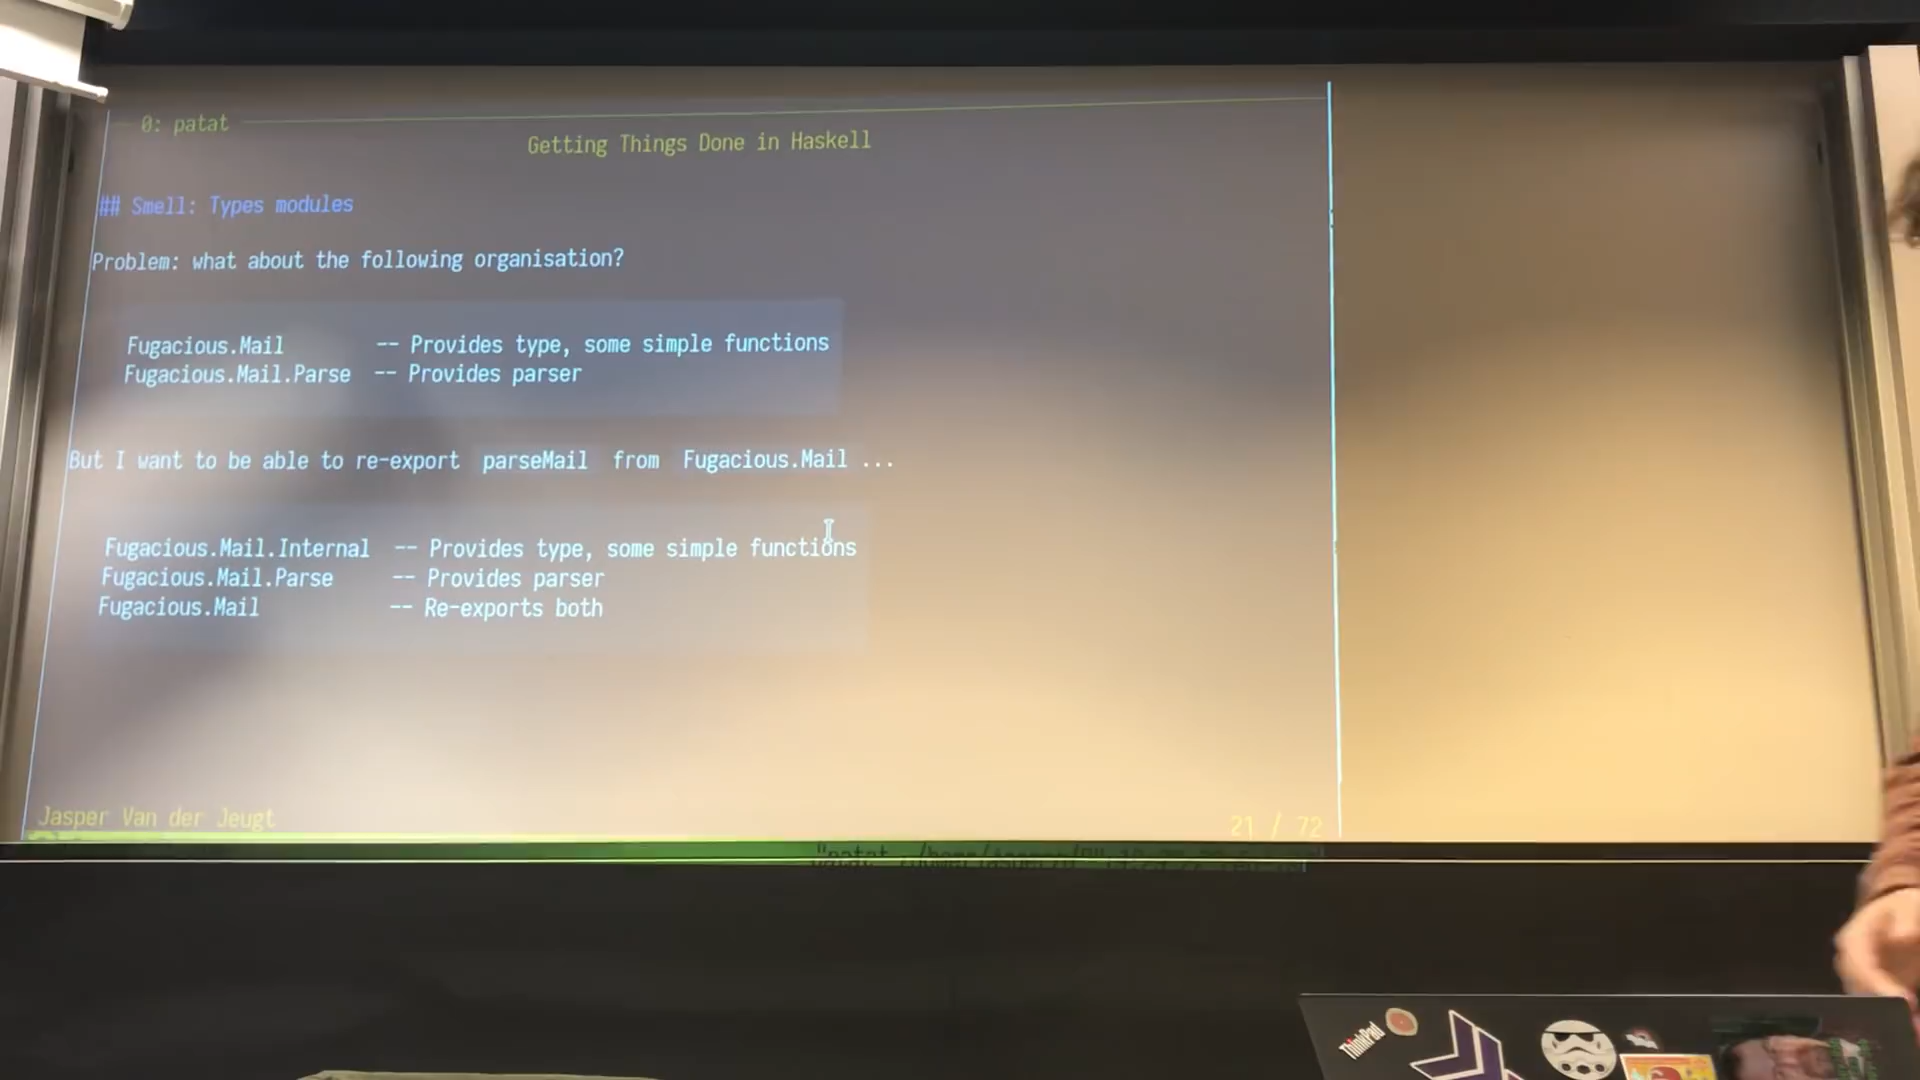 0: patat
Getting Things Done in Haskell
## Smell: Types modules
Problem: what about the following organisation?
Fugacious.Mail -- Provides type, some simple functions
Fugacious.Mail.Parse -- Provides parser
But I want to be able to re-export parseMail from Fugacious.Mail ...
Fugacious.Mail.Internal -- Provides type, some simple functions
Fugacious.Mail.Parse -- Provides parser
Fugacious.Mail -- Re-exports both
Jasper Van der Jeugt
21 / 72
ThinkPad